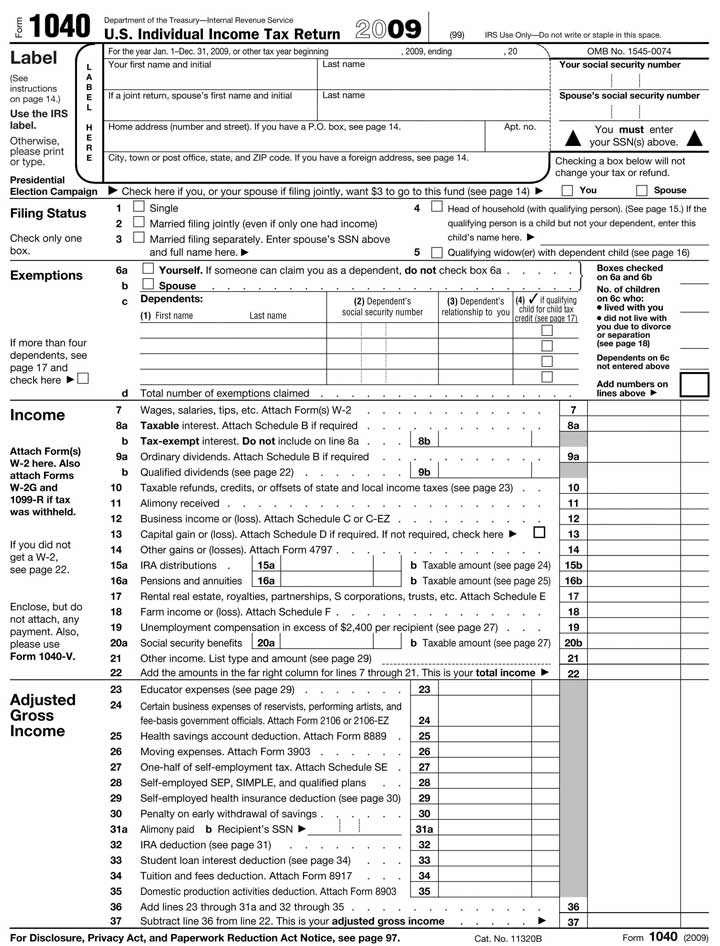 Form 1040 Department of the Treasury—Internal Revenue Service
U.S. Individual Income Tax Return 2009 (99) IRS Use Only—Do not write or staple in this space.
Label
(See
instructions
on page 14.)
Use the IRS
label.
Otherwise,
please print
or type.
L
A
B
E
L
H
E
R
E
For the year Jan. 1–Dec. 31, 2009, or other tax year beginning , 2009, ending , 20 OMB No. 1545-0074
Your first name and initial Last name Your social security number
If a joint return, spouse's first name and initial Last name Spouse's social security number
Home address (number and street). If you have a P.O. box, see page 14. Apt. no. ▲ You must enter ▲
your SSN(s) above.
City, town or post office, state, and ZIP code. If you have a foreign address, see page 14. Checking a box below will not
change your tax or refund.
Presidential
Election Campaign ▶ Check here if you, or your spouse if filing jointly, want $3 to go to this fund (see page 14) ▶ You Spouse
Filing Status
Check only one
box.
1 Single
2 Married filing jointly (even if only one had income)
3 Married filing separately. Enter spouse's SSN above
and full name here. ▶
4 Head of household (with qualifying person). (See page 15.) If the
qualifying person is a child but not your dependent, enter this
child's name here. ▶
5 Qualifying widow(er) with dependent child (see page 16)
Exemptions
6a Yourself. If someone can claim you as a dependent, do not check box 6a . . . . .
b Spouse . . . . . . . . . . . . . . . . . . . .
c Dependents:
(1) First name Last name
(2) Dependent's
social security number
(3) Dependent's
relationship to you
(4) ✓ if qualifying
child for child tax
credit (see page 17)
If more than four
dependents, see
page 17 and
check here ▶
d Total number of exemptions claimed . . . . . . . . . . . . . . .
Boxes checked
on 6a and 6b
No. of children
on 6c who:
● lived with you
● did not live with
you due to divorce
or separation
(see page 18)
Dependents on 6c
not entered above
Add numbers on
lines above ▶
Income
Attach Form(s)
W-2 here. Also
attach Forms
W-2G and
1099-R if tax
was withheld.
If you did not
get a W-2,
see page 22.
Enclose, but do
not attach, any
payment. Also,
please use
Form 1040-V.
7 Wages, salaries, tips, etc. Attach Form(s) W-2 . . . . . . . . . . . . 7
8a Taxable interest. Attach Schedule B if required . . . . . . . . . . . . 8a
b Tax-exempt interest. Do not include on line 8a . . . 8b
9a Ordinary dividends. Attach Schedule B if required . . . . . . . . . . . 9a
b Qualified dividends (see page 22) . . . . . . . 9b
10 Taxable refunds, credits, or offsets of state and local income taxes (see page 23) . . 10
11 Alimony received . . . . . . . . . . . . . . . . . . . . 11
12 Business income or (loss). Attach Schedule C or C-EZ . . . . . . . . . . 12
13 Capital gain or (loss). Attach Schedule D if required. If not required, check here ▶ 13
14 Other gains or (losses). Attach Form 4797 . . . . . . . . . . . . . . 14
15a IRA distributions . 15a b Taxable amount (see page 24) 15b
16a Pensions and annuities 16a b Taxable amount (see page 25) 16b
17 Rental real estate, royalties, partnerships, S corporations, trusts, etc. Attach Schedule E 17
18 Farm income or (loss). Attach Schedule F . . . . . . . . . . . . . . 18
19 Unemployment compensation in excess of $2,400 per recipient (see page 27) . . . 19
20a Social security benefits 20a b Taxable amount (see page 27) 20b
21 Other income. List type and amount (see page 29) 21
22 Add the amounts in the far right column for lines 7 through 21. This is your total income ▶ 22
Adjusted
Gross
Income
23 Educator expenses (see page 29) . . . . . . . 23
24 Certain business expenses of reservists, performing artists, and
fee-basis government officials. Attach Form 2106 or 2106-EZ 24
25 Health savings account deduction. Attach Form 8889 . 25
26 Moving expenses. Attach Form 3903 . . . . . . 26
27 One-half of self-employment tax. Attach Schedule SE . 27
28 Self-employed SEP, SIMPLE, and qualified plans . . 28
29 Self-employed health insurance deduction (see page 30) 29
30 Penalty on early withdrawal of savings . . . . . . 30
31a Alimony paid b Recipient's SSN ▶ 31a
32 IRA deduction (see page 31) . . . . . . . . 32
33 Student loan interest deduction (see page 34) . . . 33
34 Tuition and fees deduction. Attach Form 8917 . . . 34
35 Domestic production activities deduction. Attach Form 8903 35
36 Add lines 23 through 31a and 32 through 35 . . . . . . . . . . . . . 36
37 Subtract line 36 from line 22. This is your adjusted gross income . . . . . ▶ 37
For Disclosure, Privacy Act, and Paperwork Reduction Act Notice, see page 97. Cat. No. 11320B Form 1040 (2009)